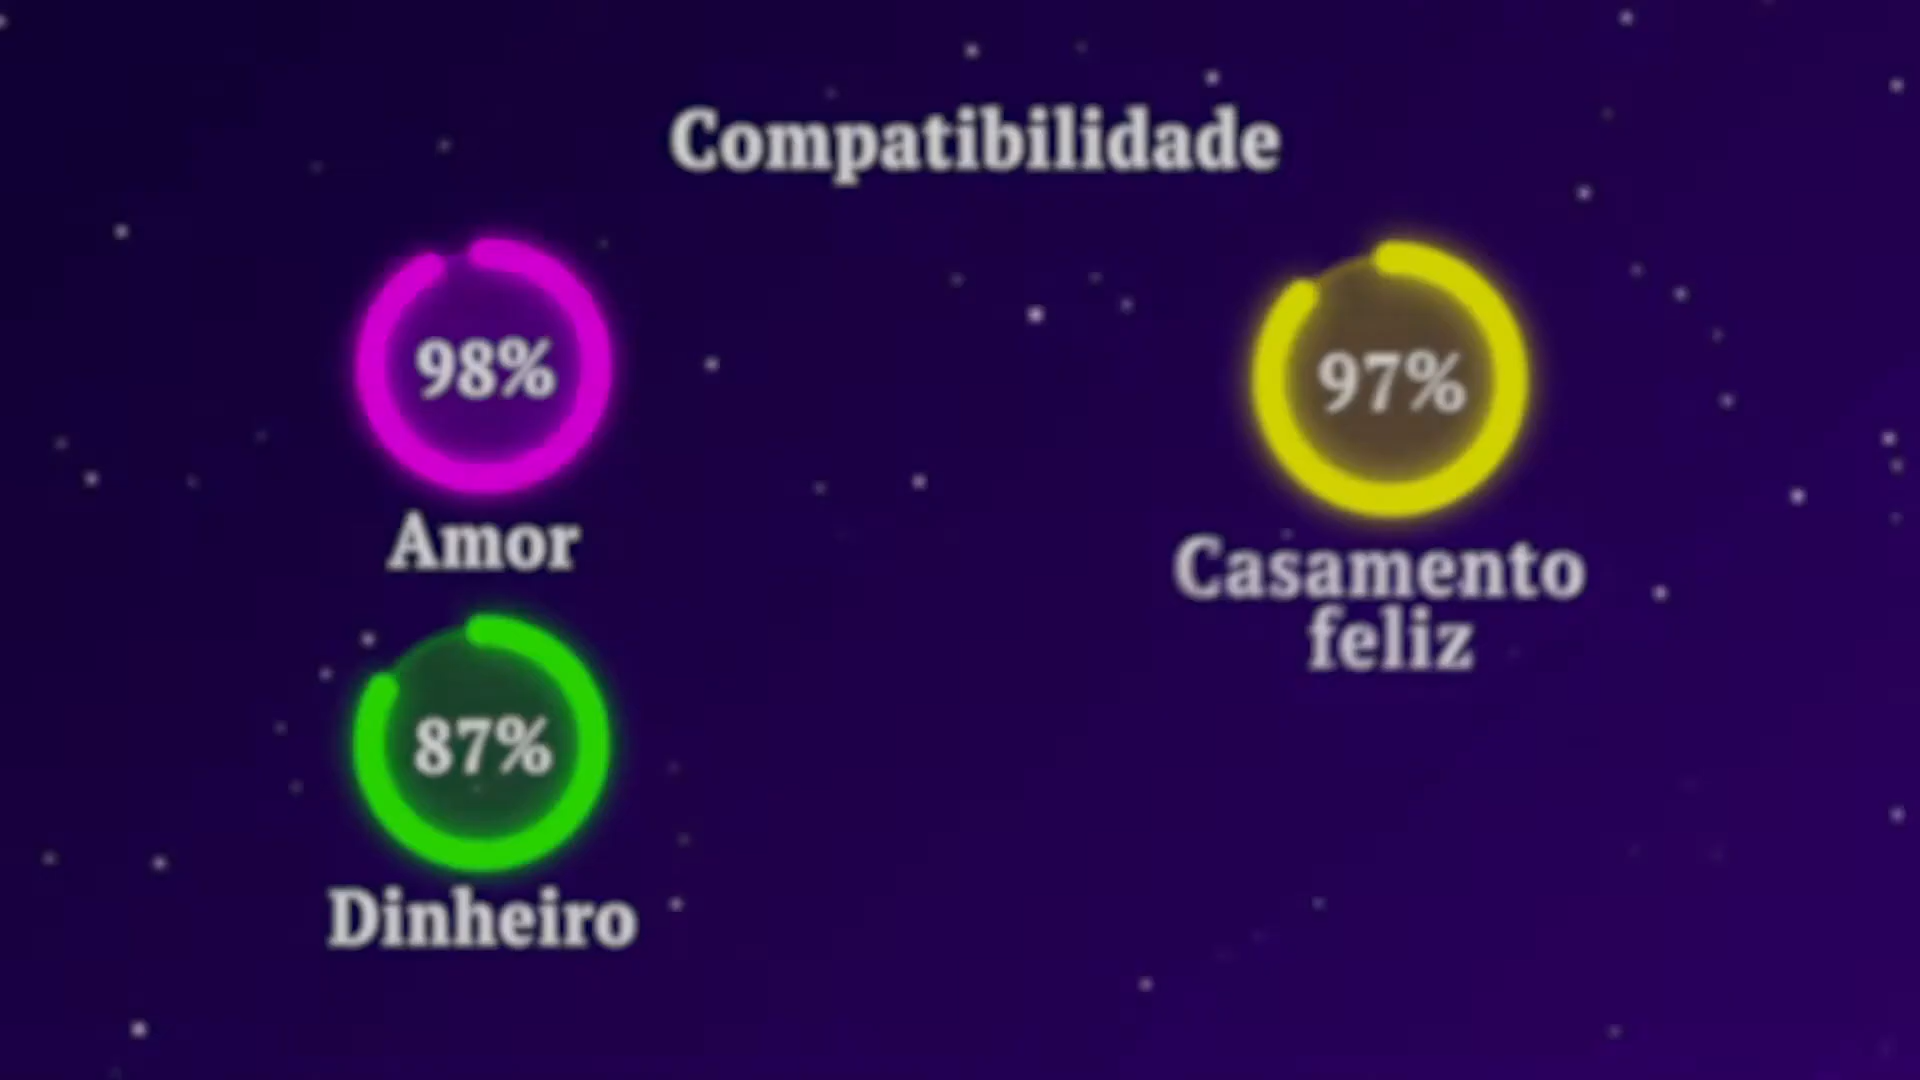 Compatibilidade
98%
Amor
97%
Casamento
feliz
87%
Dinheiro